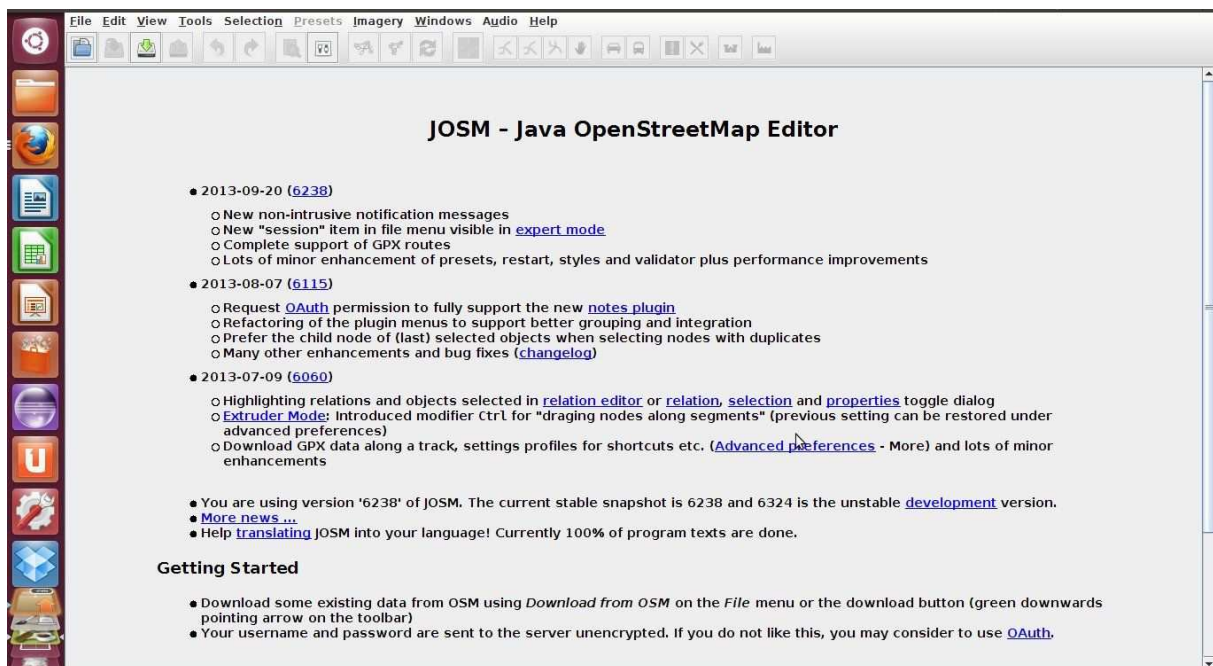 File Edit View Tools Selection Presets Imagery Windows Audio Help
JOSM - Java OpenStreetMap Editor
2013-09-20 (6238)
New non-intrusive notification messages
New "session" item in file menu visible in expert mode
Complete support of GPX routes
Lots of minor enhancement of presets, restart, styles and validator plus performance improvements
2013-08-07 (6115)
Request OAuth permission to fully support the new notes plugin
Refactoring of the plugin menus to support better grouping and integration
Prefer the child node of (last) selected objects when selecting nodes with duplicates
Many other enhancements and bug fixes (changelog)
2013-07-09 (6060)
Highlighting relations and objects selected in relation editor or relation, selection and properties toggle dialog
Extruder Mode: Introduced modifier Ctrl for "draging nodes along segments" (previous setting can be restored under
advanced preferences)
Download GPX data along a track, settings profiles for shortcuts etc. (Advanced preferences - More) and lots of minor
enhancements
You are using version '6238' of JOSM. The current stable snapshot is 6238 and 6324 is the unstable development version.
More news ...
Help translating JOSM into your language! Currently 100% of program texts are done.
Getting Started
Download some existing data from OSM using Download from OSM on the File menu or the download button (green downwards
pointing arrow on the toolbar)
Your username and password are sent to the server unencrypted. If you do not like this, you may consider to use OAuth.